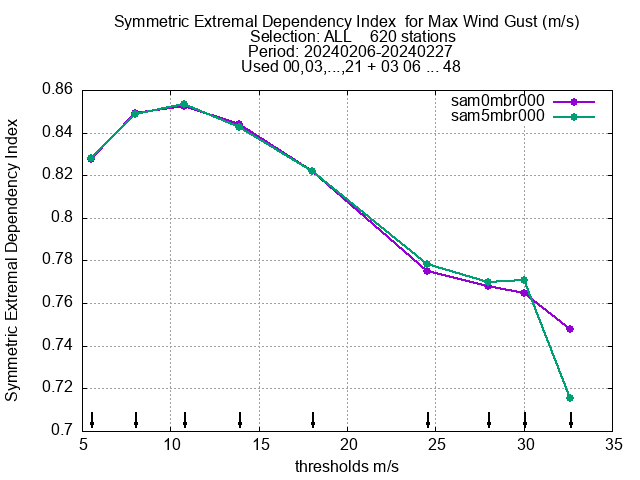 Symmetric Extremal Dependency Index  for Max Wind Gust (m/s)
Selection: ALL    620 stations
Period: 20240206-20240227
Used 00,03,...,21 + 03 06 ... 48
sam0mbr000
sam5mbr000
Symmetric Extremal Dependency Index
0.86
0.84
0.82
0.8
0.78
0.76
0.74
0.72
0.7
5 10 15 20 25 30 35
thresholds m/s